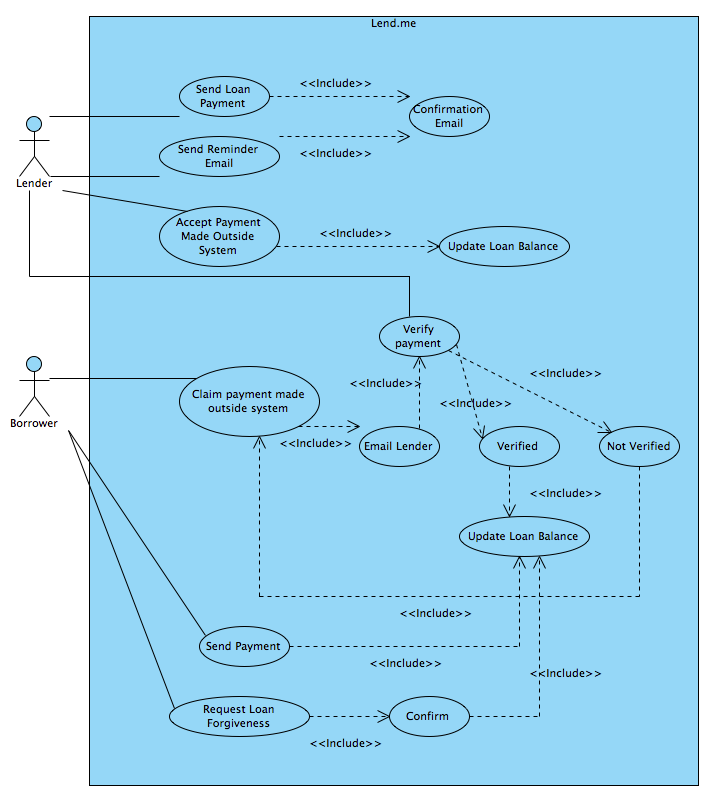 Lend.me
Send Loan
Payment
<<Include>>
Confirmation
Email
Send Reminder
Email
<<Include>>
Lender
Accept Payment
Made Outside
System
<<Include>>
Update Loan Balance
Verify
payment
<<Include>>
<<Include>>
Claim payment made
outside system
<<Include>>
Borrower
<<Include>>
Email Lender
Verified
Not Verified
<<Include>>
Update Loan Balance
<<Include>>
Send Payment
<<Include>>
<<Include>>
Request Loan
Forgiveness
Confirm
<<Include>>